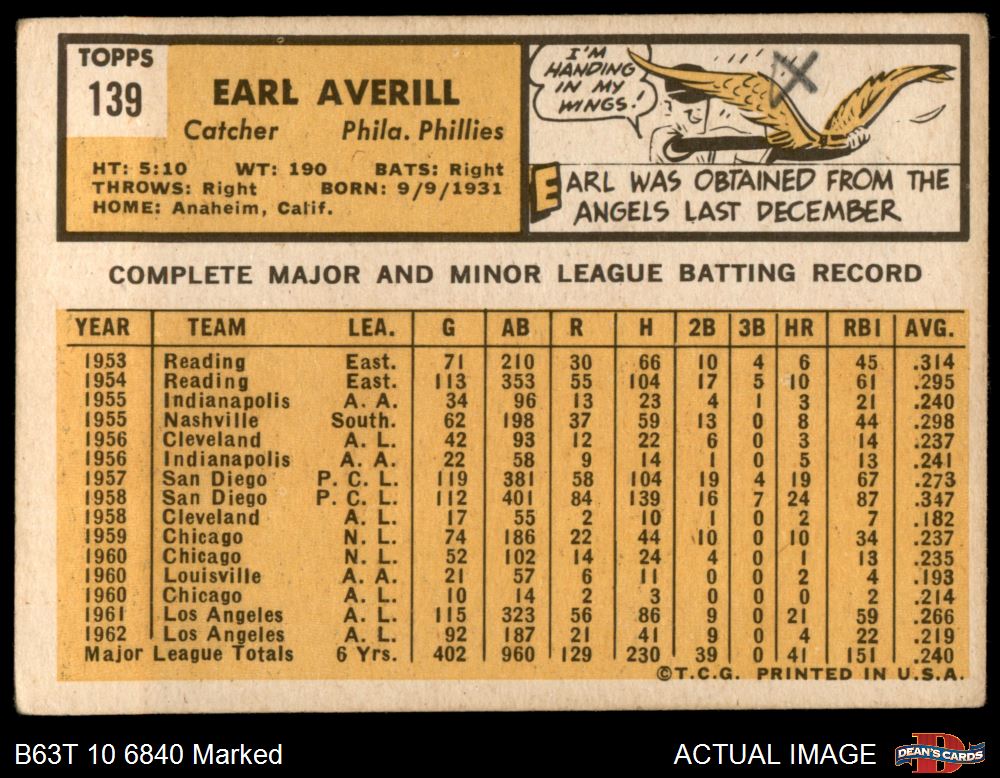 TOPPS
139
EARL AVERILL
Catcher Phila. Phillies
HT: 5:10 WT: 190 BATS: Right
THROWS: Right BORN: 9/9/1931
HOME: Anaheim, Calif.
I'M
HANDING
IN MY
WINGS!
X
EARL WAS OBTAINED FROM THE
ANGELS LAST DECEMBER
COMPLETE MAJOR AND MINOR LEAGUE BATTING RECORD
YEAR TEAM LEA. G AB R H 2B 3B HR RBI AVG.
1953 Reading East. 71 210 30 66 10 4 6 45 .314
1954 Reading East. 113 353 55 104 17 5 10 61 .295
1955 Indianapolis A. A. 34 96 13 23 4 1 3 21 .240
1955 Nashville South. 62 198 37 59 13 0 8 44 .298
1956 Cleveland A. L. 42 93 12 22 6 0 3 14 .237
1956 Indianapolis A. A. 22 58 9 14 1 0 5 13 .241
1957 San Diego P. C. L. 119 381 58 104 19 4 19 67 .273
1958 San Diego P. C. L. 112 401 84 139 16 7 24 87 .347
1958 Cleveland A. L. 17 55 2 10 1 0 2 7 .182
1959 Chicago N. L. 74 186 22 44 10 0 10 34 .237
1960 Chicago N. L. 52 102 14 24 4 0 1 13 .235
1960 Louisville A. A. 21 57 6 11 0 0 2 4 .193
1960 Chicago A. L. 10 14 2 3 0 0 0 2 .214
1961 Los Angeles A. L. 115 323 56 86 9 0 21 59 .266
1962 Los Angeles A. L. 92 187 21 41 9 0 4 22 .219
Major League Totals 6 Yrs. 402 960 129 230 39 0 41 151 .240
©T.C.G. PRINTED IN U.S.A.
B63T 10 6840 Marked
ACTUAL IMAGE
DEAN'S CARDS